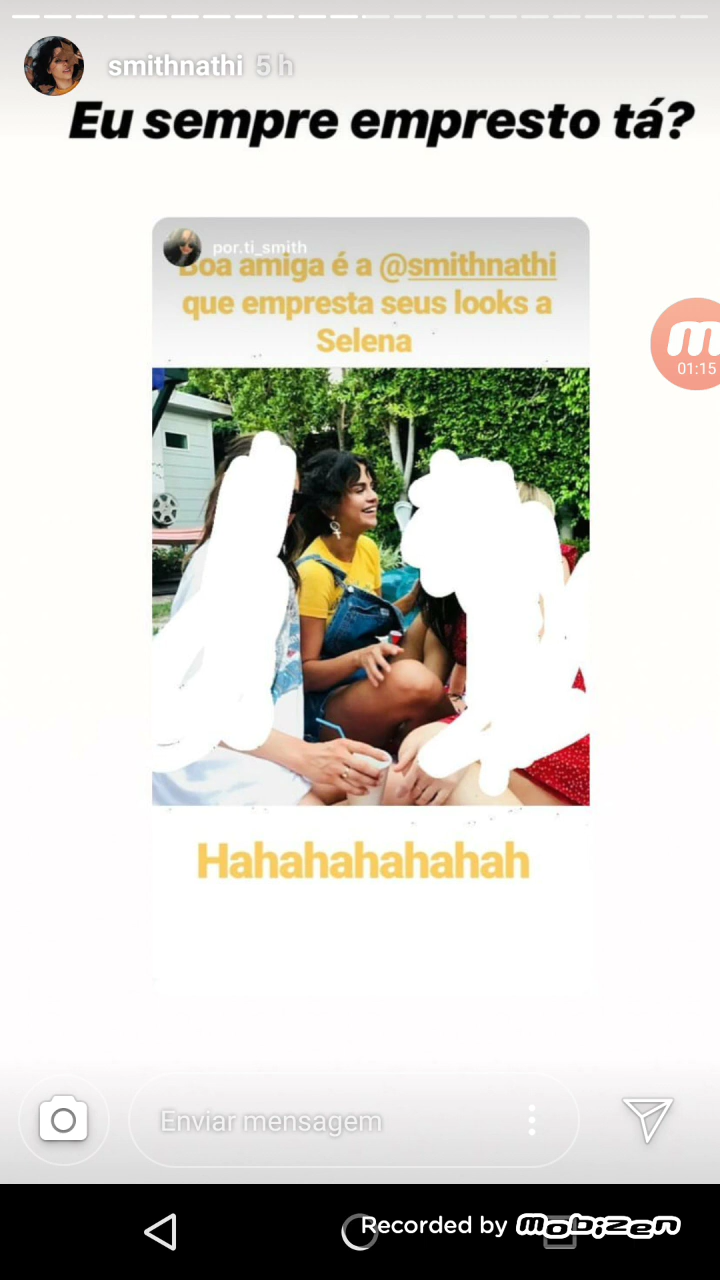 smithnathi 5 h
Eu sempre empresto tá?
por.ti_smith
Boa amiga é a @smithnathi
que empresta seus looks a
Selena
m
01:15
Hahahahahahah
Enviar mensagem
Recorded by mobizen